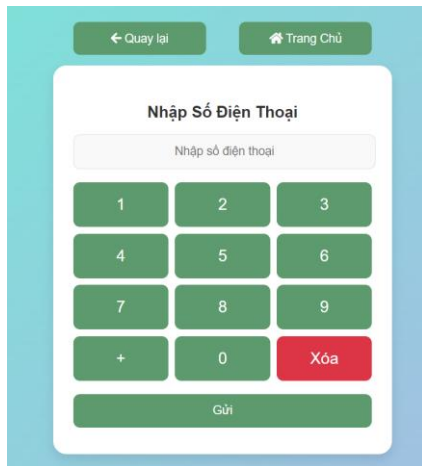 Quay lại
Trang Chủ
Nhập Số Điện Thoại
Nhập số điện thoại
1 2 3
4 5 6
7 8 9
+ 0 Xóa
Gửi